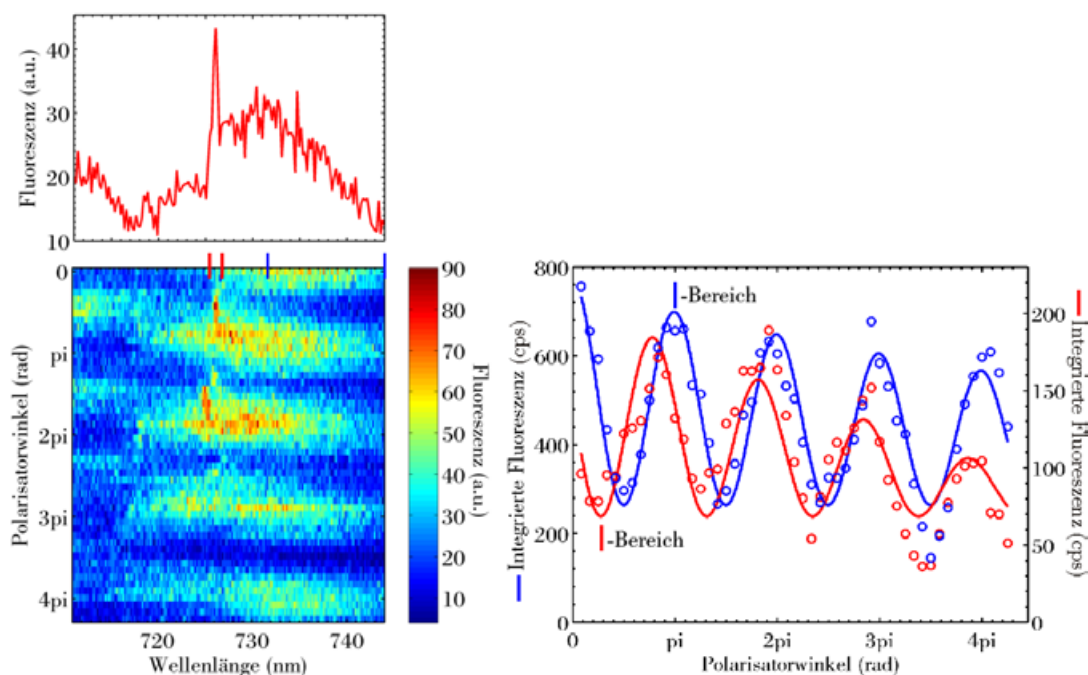 Fluoreszenz (a.u.)
40
30
20
10
0
pi
2pi
3pi
4pi
Polarisatorwinkel (rad)
720
730
740
Wellenlänge (nm)
90
80
70
60
50
40
30
20
10
Fluoreszenz (a.u.)
Integrierte Fluoreszenz (cps)
800
600
400
200
0
-Bereich
-Bereich
0
pi
2pi
3pi
4pi
Polarisatorwinkel (rad)
200
150
100
50
0
Integrierte Fluoreszenz (cps)